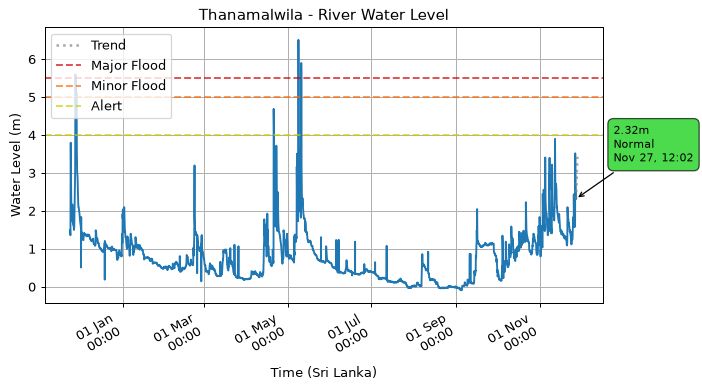 Thanamalwila - River Water Level
Trend
Major Flood
Minor Flood
Alert
Water Level (m)
6
5
4
3
2
1
0
2.32m
Normal
Nov 27, 12:02
01 Jan
00:00
01 Mar
00:00
01 May
00:00
01 Jul
00:00
01 Sep
00:00
01 Nov
00:00
Time (Sri Lanka)